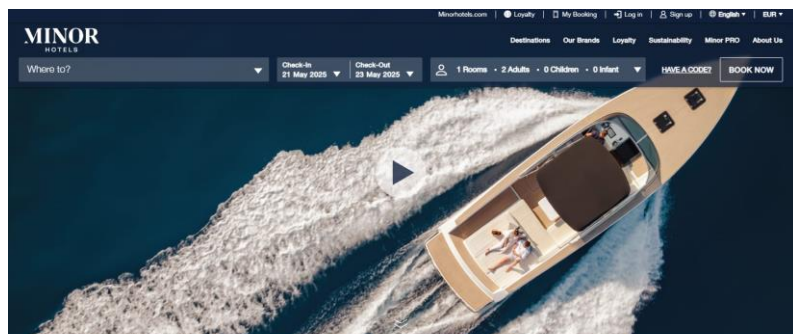 Minorhotels.com Loyalty My Booking Log in Sign up English EUR
MINOR
HOTELS
Destinations Our Brands Loyalty Sustainability Minor PRO About Us
Where to?
Check-In
21 May 2025
Check-Out
23 May 2025
1 Rooms • 2 Adults • 0 Children • 0 Infant
HAVE A CODE?
BOOK NOW